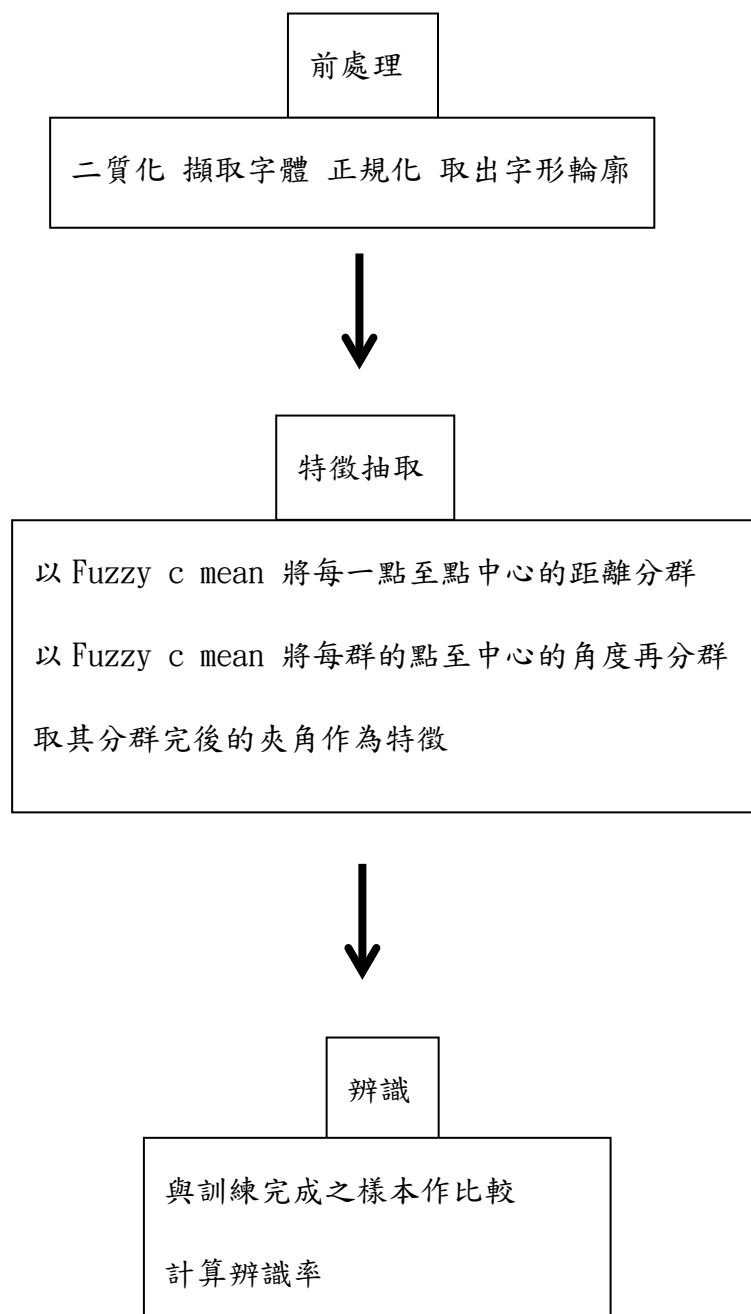 前處理
二質化 擷取字體 正規化 取出字形輪廓
特徵抽取
以 Fuzzy c mean 將每一點至點中心的距離分群
以 Fuzzy c mean 將每群的點至中心的角度再分群
取其分群完後的夾角作為特徵
辨識
與訓練完成之樣本作比較
計算辨識率